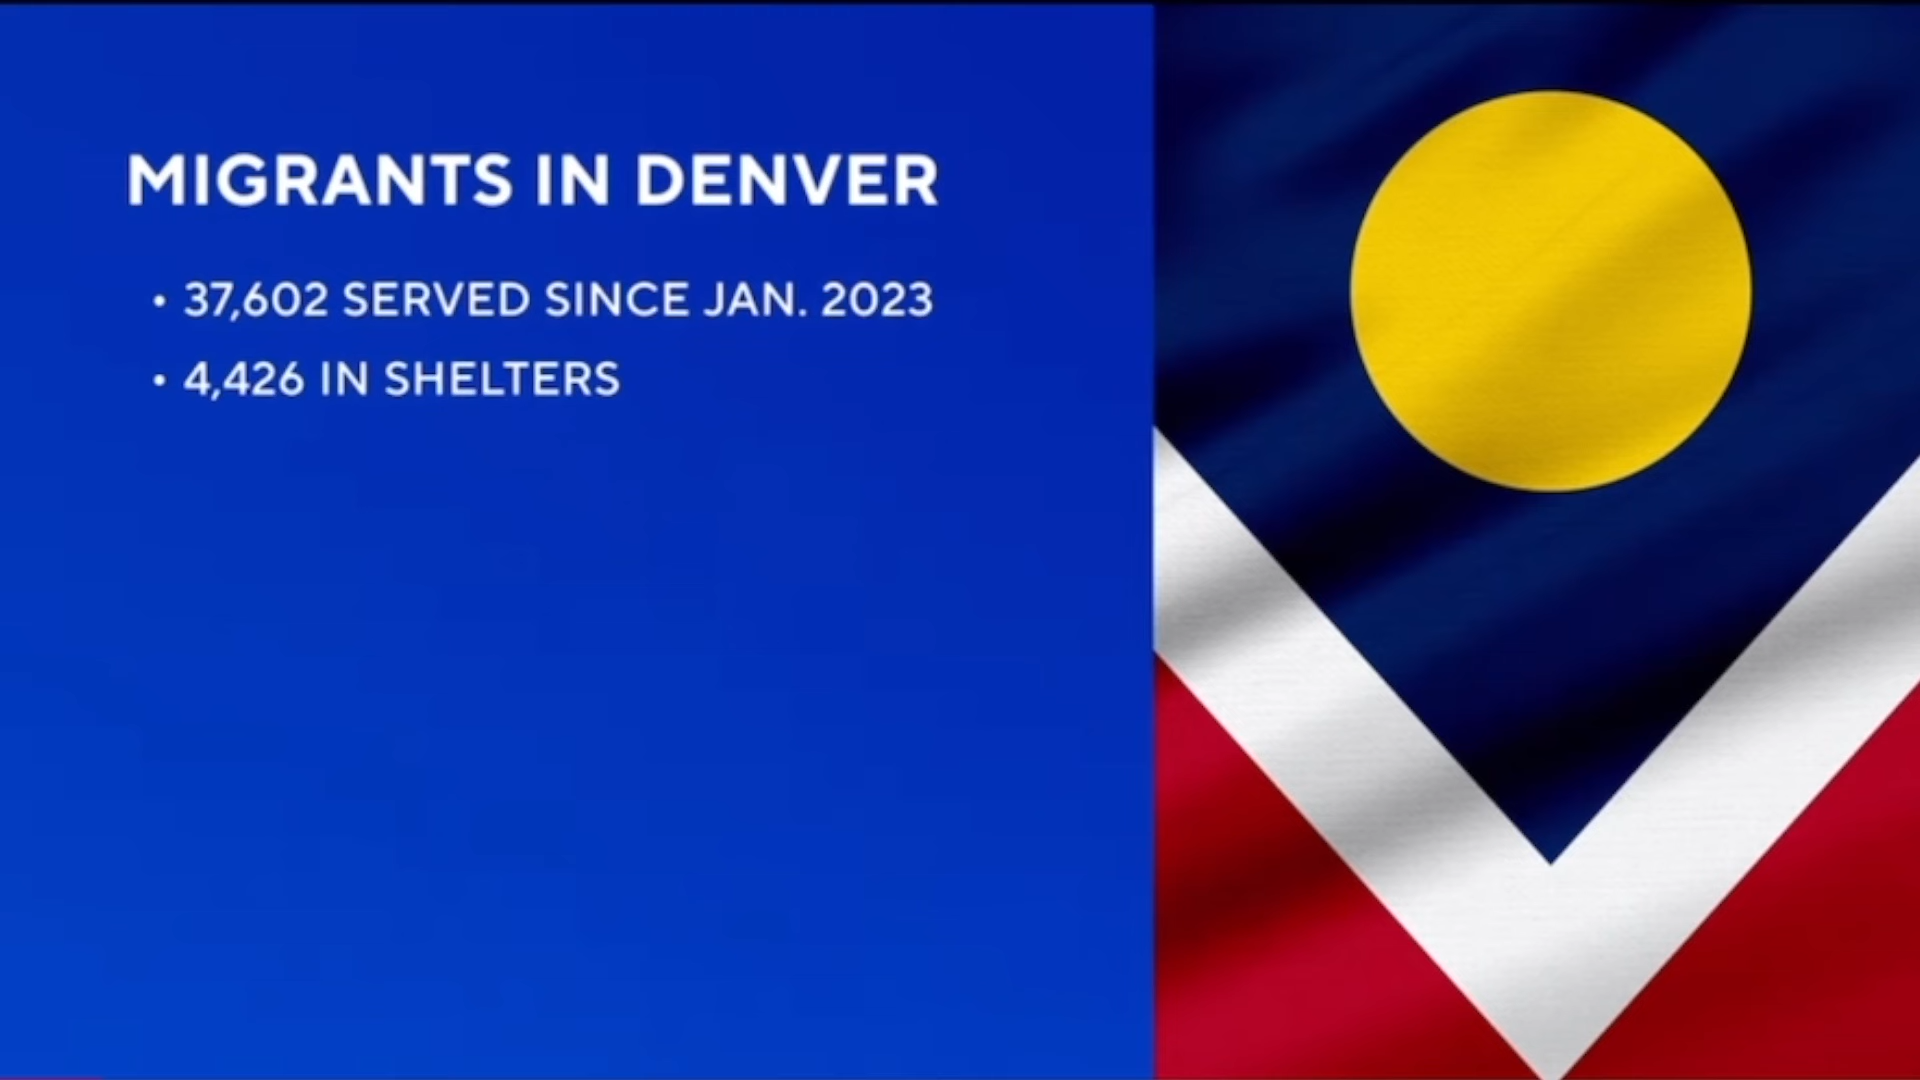 MIGRANTS IN DENVER
• 37,602 SERVED SINCE JAN. 2023
• 4,426 IN SHELTERS